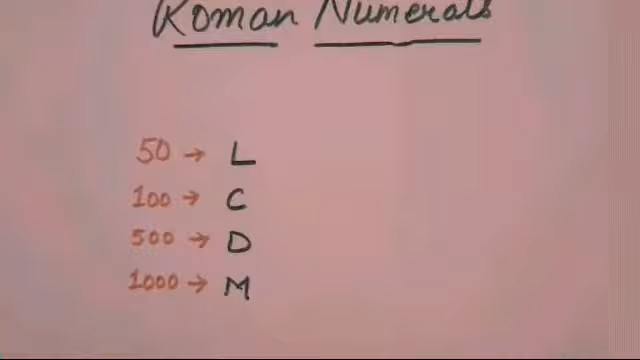 Roman Numerals
50 → L
100 → C
500 → D
1000 → M